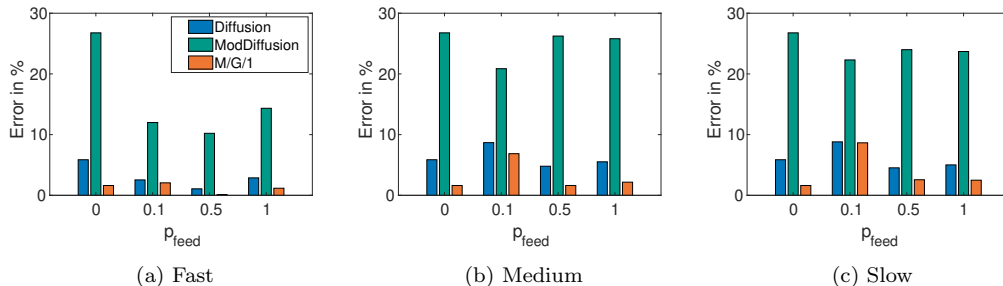 30
20
10
0
Error in %
Diffusion
ModDiffusion
M/G/1
0 0.1 0.5 1
p_feed
(a) Fast
30
20
10
0
Error in %
0 0.1 0.5 1
p_feed
(b) Medium
30
20
10
0
Error in %
0 0.1 0.5 1
p_feed
(c) Slow